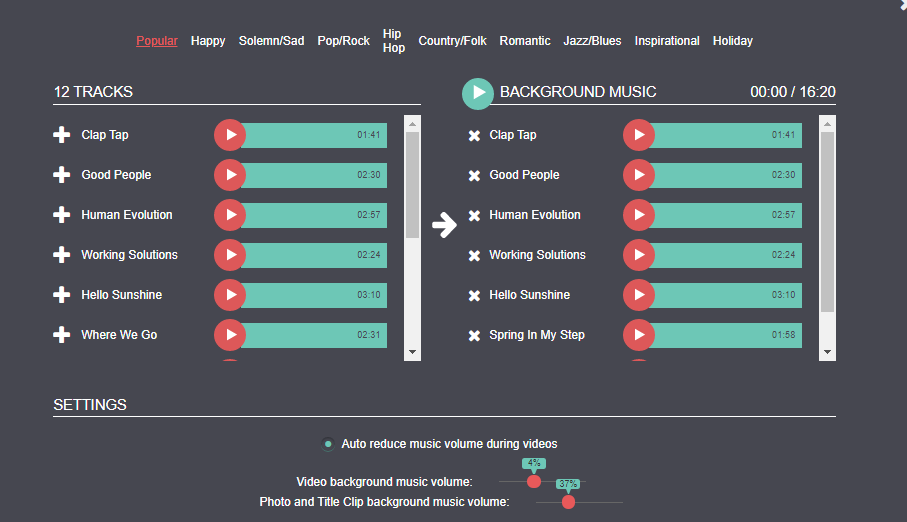 Popular Happy Solemn/Sad Pop/Rock Hip Hop Country/Folk Romantic Jazz/Blues Inspirational Holiday
12 TRACKS
Clap Tap 01:41
Good People 02:30
Human Evolution 02:57
Working Solutions 02:24
Hello Sunshine 03:10
Where We Go 02:31
BACKGROUND MUSIC 00:00 / 16:20
Clap Tap 01:41
Good People 02:30
Human Evolution 02:57
Working Solutions 02:24
Hello Sunshine 03:10
Spring In My Step 01:58
SETTINGS
Auto reduce music volume during videos
Video background music volume: 4%
Photo and Title Clip background music volume: 37%